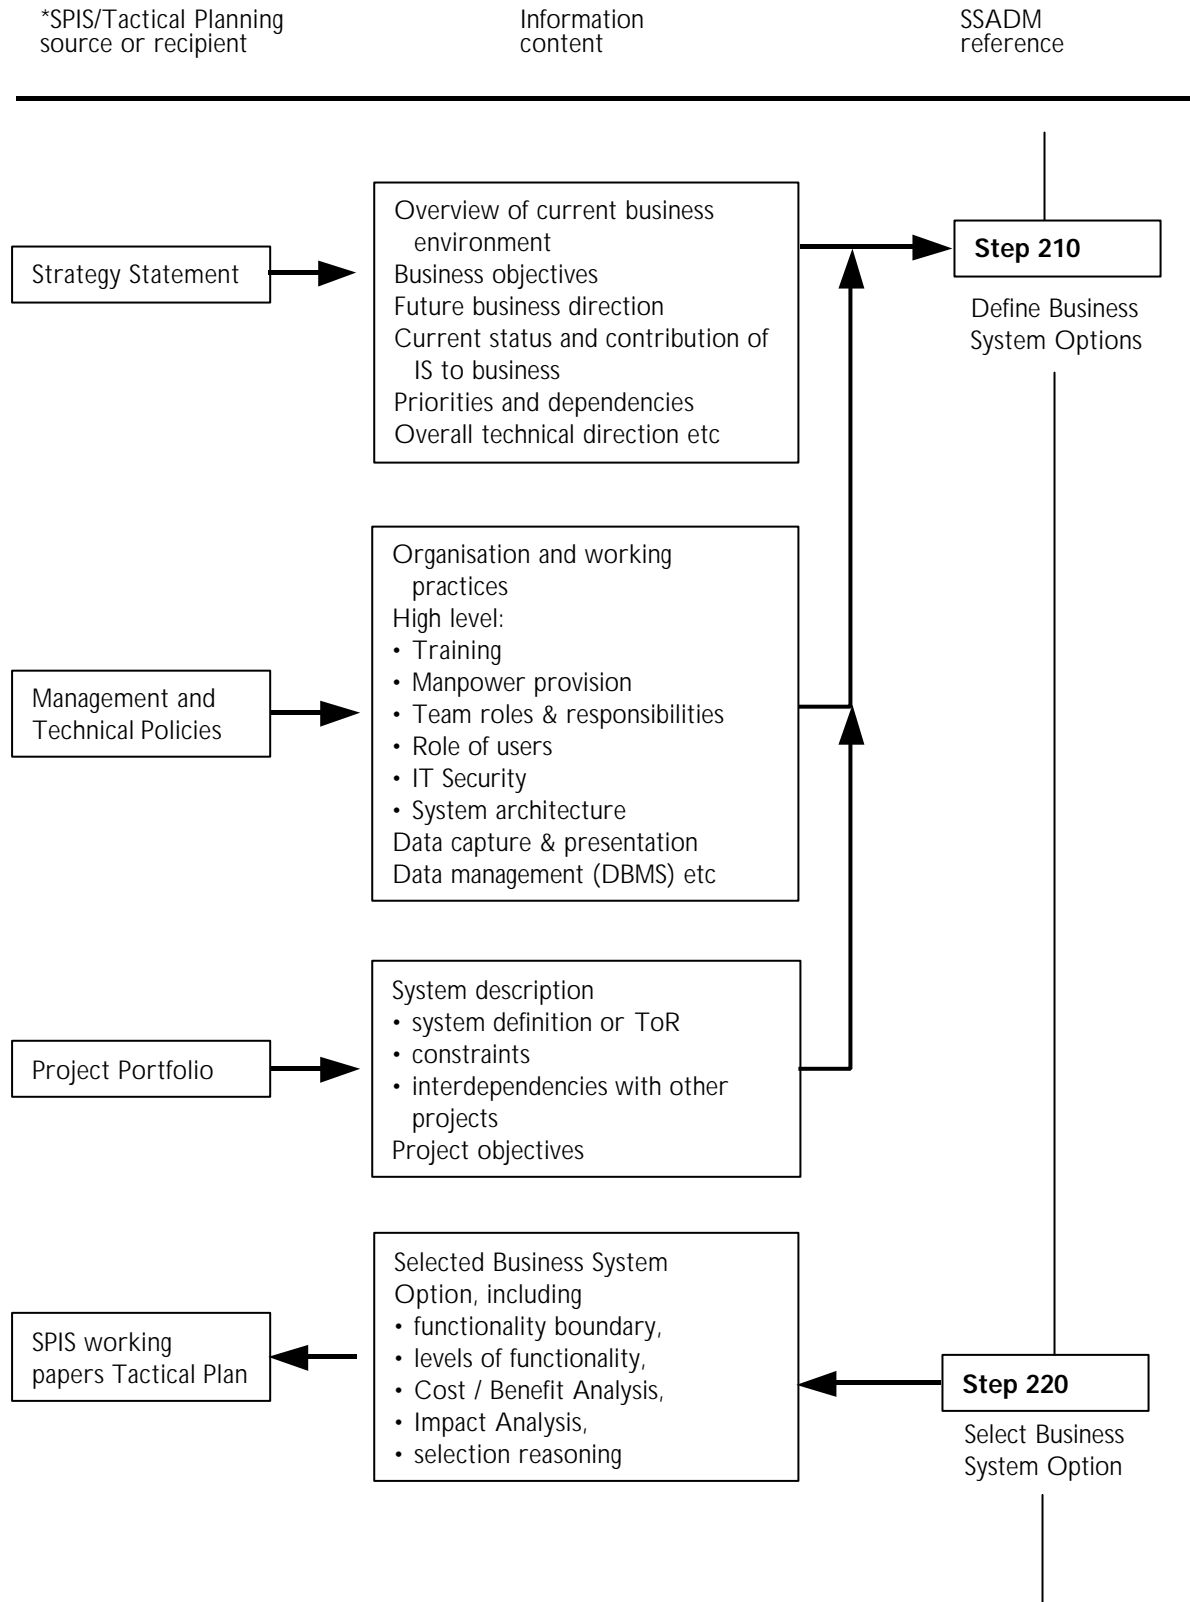 *SPIS/Tactical Planning
source or recipient
Information
content
SSADM
reference
Strategy Statement
Overview of current business
environment
Business objectives
Future business direction
Current status and contribution of
IS to business
Priorities and dependencies
Overall technical direction etc
Step 210
Define Business
System Options
Management and
Technical Policies
Organisation and working
practices
High level:
• Training
• Manpower provision
• Team roles & responsibilities
• Role of users
• IT Security
• System architecture
Data capture & presentation
Data management (DBMS) etc
Project Portfolio
System description
• system definition or ToR
• constraints
• interdependencies with other
projects
Project objectives
SPIS working
papers Tactical Plan
Selected Business System
Option, including
• functionality boundary,
• levels of functionality,
• Cost / Benefit Analysis,
• Impact Analysis,
• selection reasoning
Step 220
Select Business
System Option